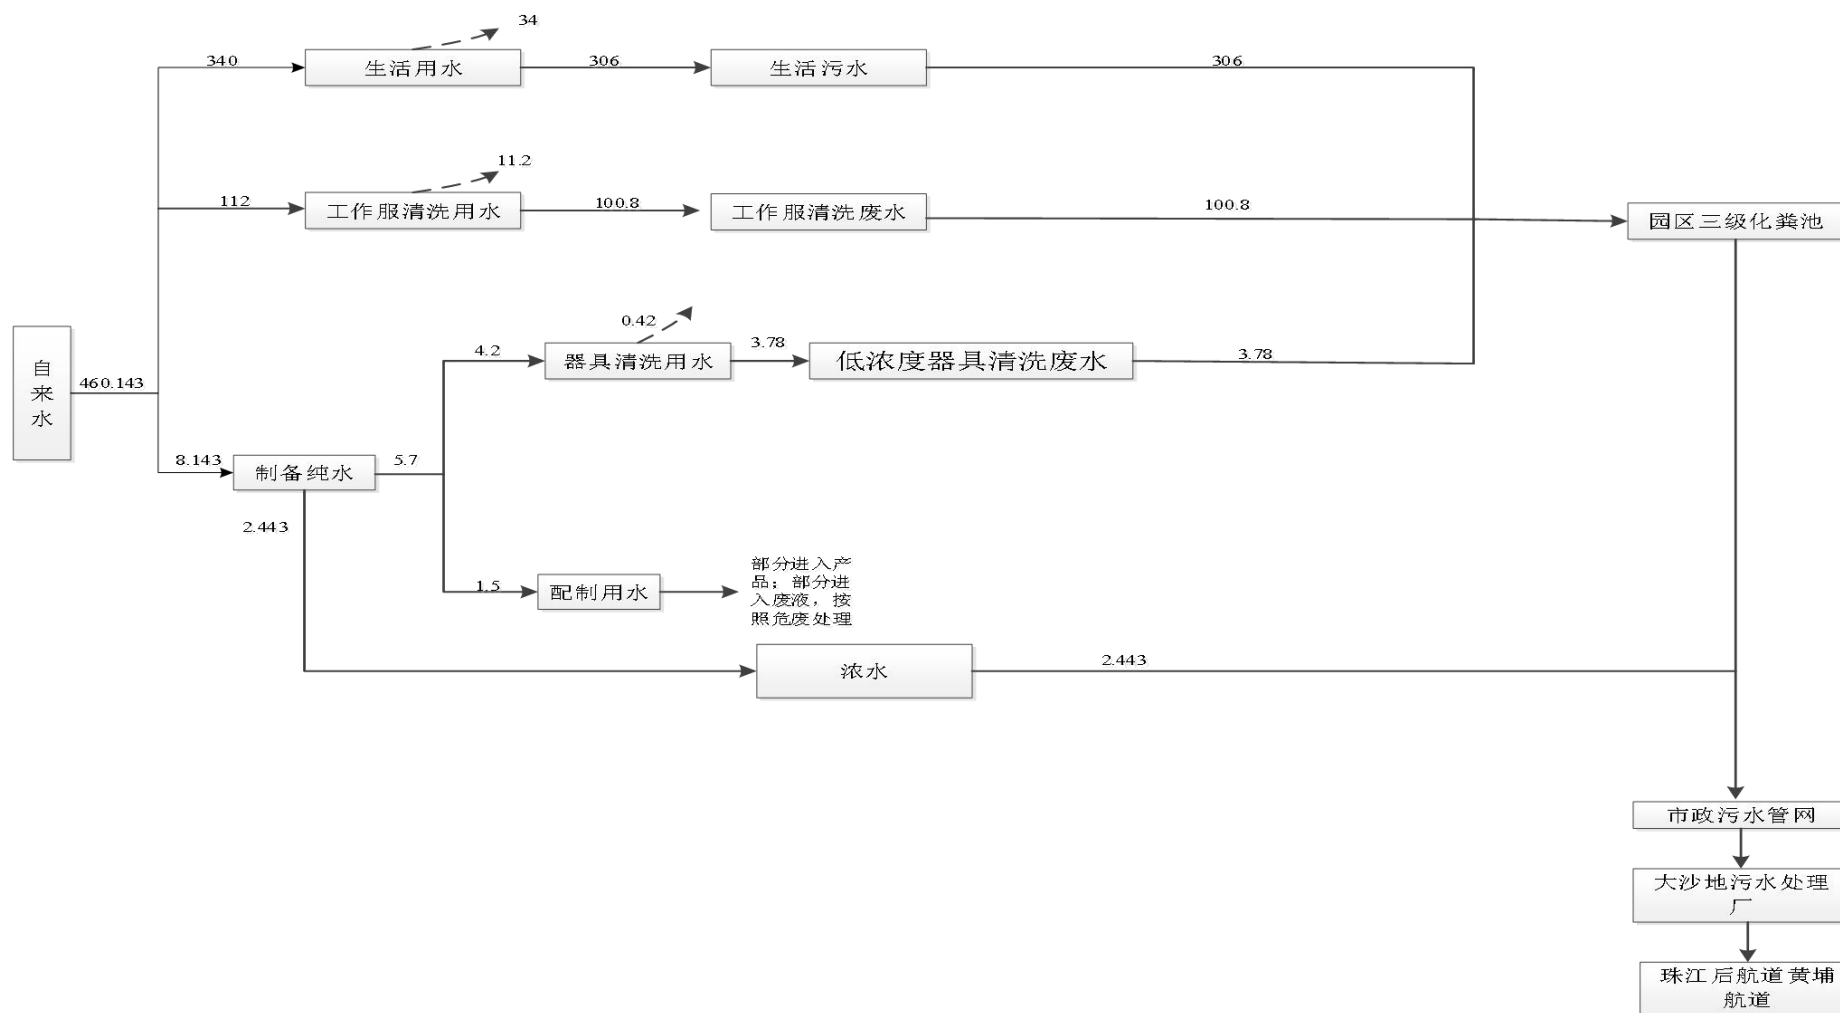 34
340
生活用水
306
生活污水
306
11.2
112
工作服清洗用水
100.8
工作服清洗废水
100.8
园区三级化粪池
0.42
4.2
器具清洗用水
3.78
低浓度器具清洗废水
3.78
自
来
水
460.143
8.143
制备纯水
5.7
2.443
1.5
配制用水
部分进入产
品；部分进
入废液，按
照危废处理
浓水
2.443
市政污水管网
大沙地污水处理
厂
珠江后航道黄埔
航道